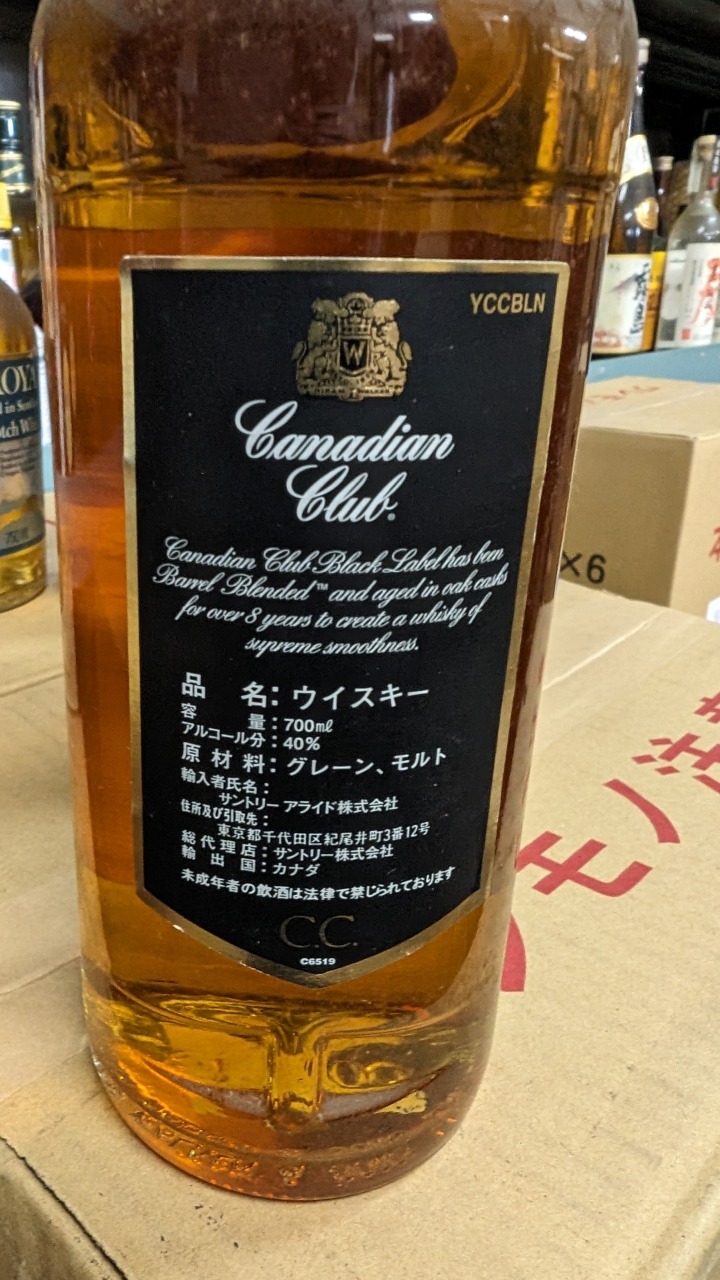 YCCBLN
W
HIRAM WALKER
Canadian
Club®
Canadian Club Black Label has been
Barrel Blended™ and aged in oak casks
for over 8 years to create a whisky of
supreme smoothness.
品名：ウイスキー
容量：700mℓ
アルコール分：40%
原材料：グレーン、モルト
輸入者氏名：
サントリー アライド株式会社
住所及び引取先：
東京都千代田区紀尾井町3番12号
総代理店：サントリー株式会社
輸出国：カナダ
未成年者の飲酒は法律で禁じられております
C.C.
C6519
×6